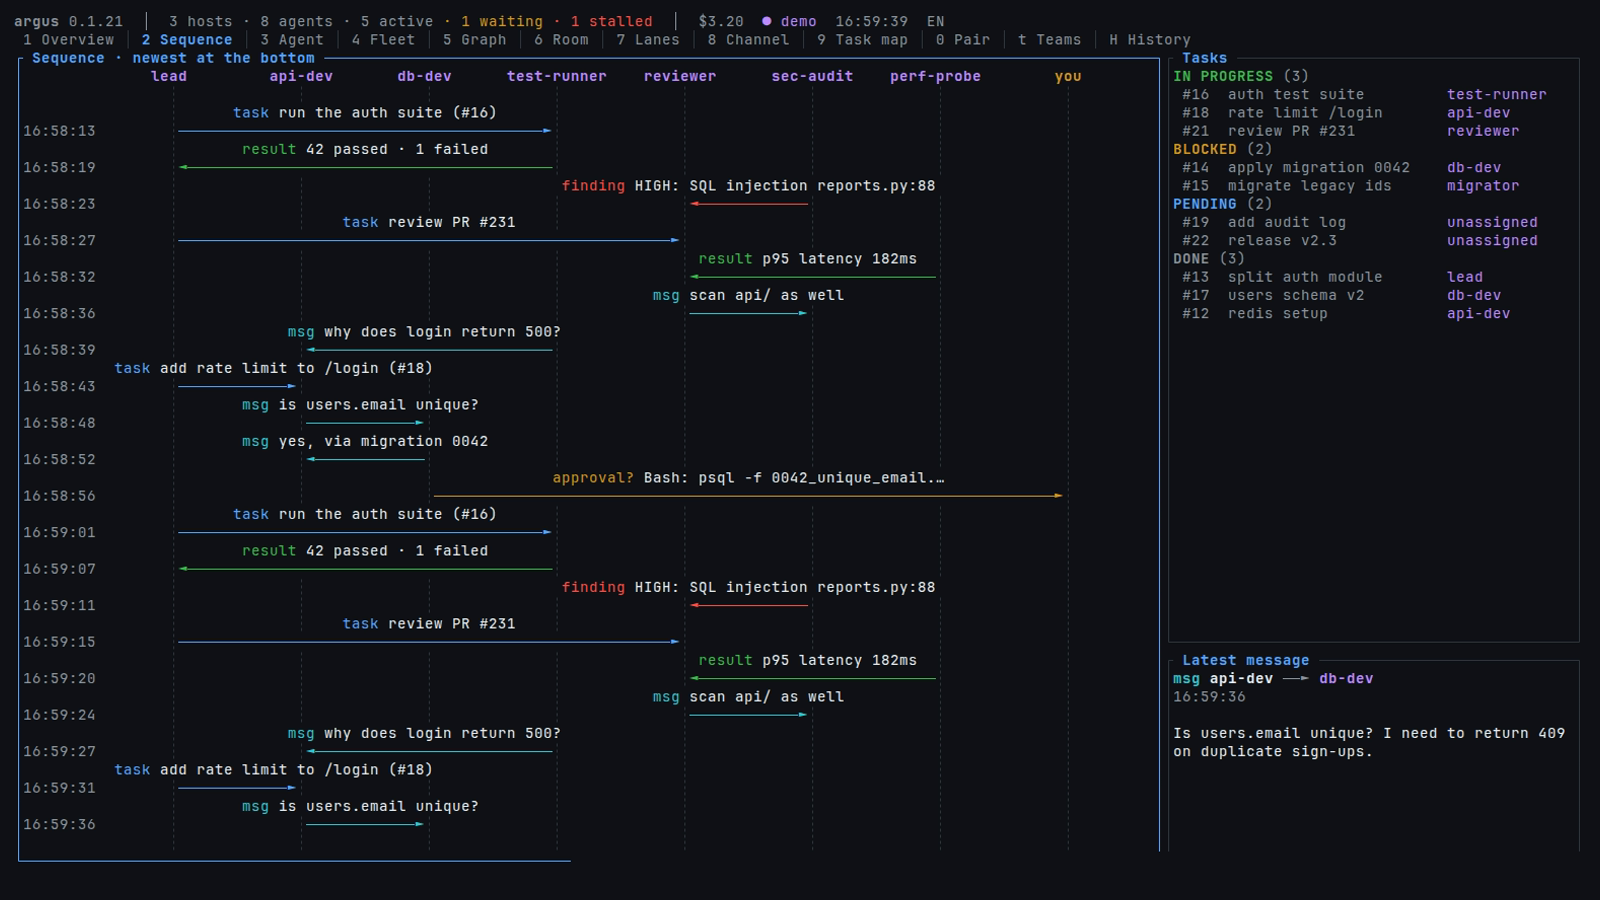 argus 0.1.21 │ 3 hosts · 8 agents · 5 active · 1 waiting · 1 stalled │ $3.20 ● demo 16:59:39 EN
1 Overview │ 2 Sequence │ 3 Agent │ 4 Fleet │ 5 Graph │ 6 Room │ 7 Lanes │ 8 Channel │ 9 Task map │ 0 Pair │ t Teams │ H History
Sequence · newest at the bottom
lead api-dev db-dev test-runner reviewer sec-audit perf-probe you
task run the auth suite (#16)
16:58:13
result 42 passed · 1 failed
16:58:19
finding HIGH: SQL injection reports.py:88
16:58:23
task review PR #231
16:58:27
result p95 latency 182ms
16:58:32
msg scan api/ as well
16:58:36
msg why does login return 500?
16:58:39
task add rate limit to /login (#18)
16:58:43
msg is users.email unique?
16:58:48
msg yes, via migration 0042
16:58:52
approval? Bash: psql -f 0042_unique_email.…
16:58:56
task run the auth suite (#16)
16:59:01
result 42 passed · 1 failed
16:59:07
finding HIGH: SQL injection reports.py:88
16:59:11
task review PR #231
16:59:15
result p95 latency 182ms
16:59:20
msg scan api/ as well
16:59:24
msg why does login return 500?
16:59:27
task add rate limit to /login (#18)
16:59:31
msg is users.email unique?
16:59:36
Tasks
IN PROGRESS (3)
#16 auth test suite test-runner
#18 rate limit /login api-dev
#21 review PR #231 reviewer
BLOCKED (2)
#14 apply migration 0042 db-dev
#15 migrate legacy ids migrator
PENDING (2)
#19 add audit log unassigned
#22 release v2.3 unassigned
DONE (3)
#13 split auth module lead
#17 users schema v2 db-dev
#12 redis setup api-dev
Latest message
msg api-dev ──► db-dev
16:59:36
Is users.email unique? I need to return 409
on duplicate sign-ups.